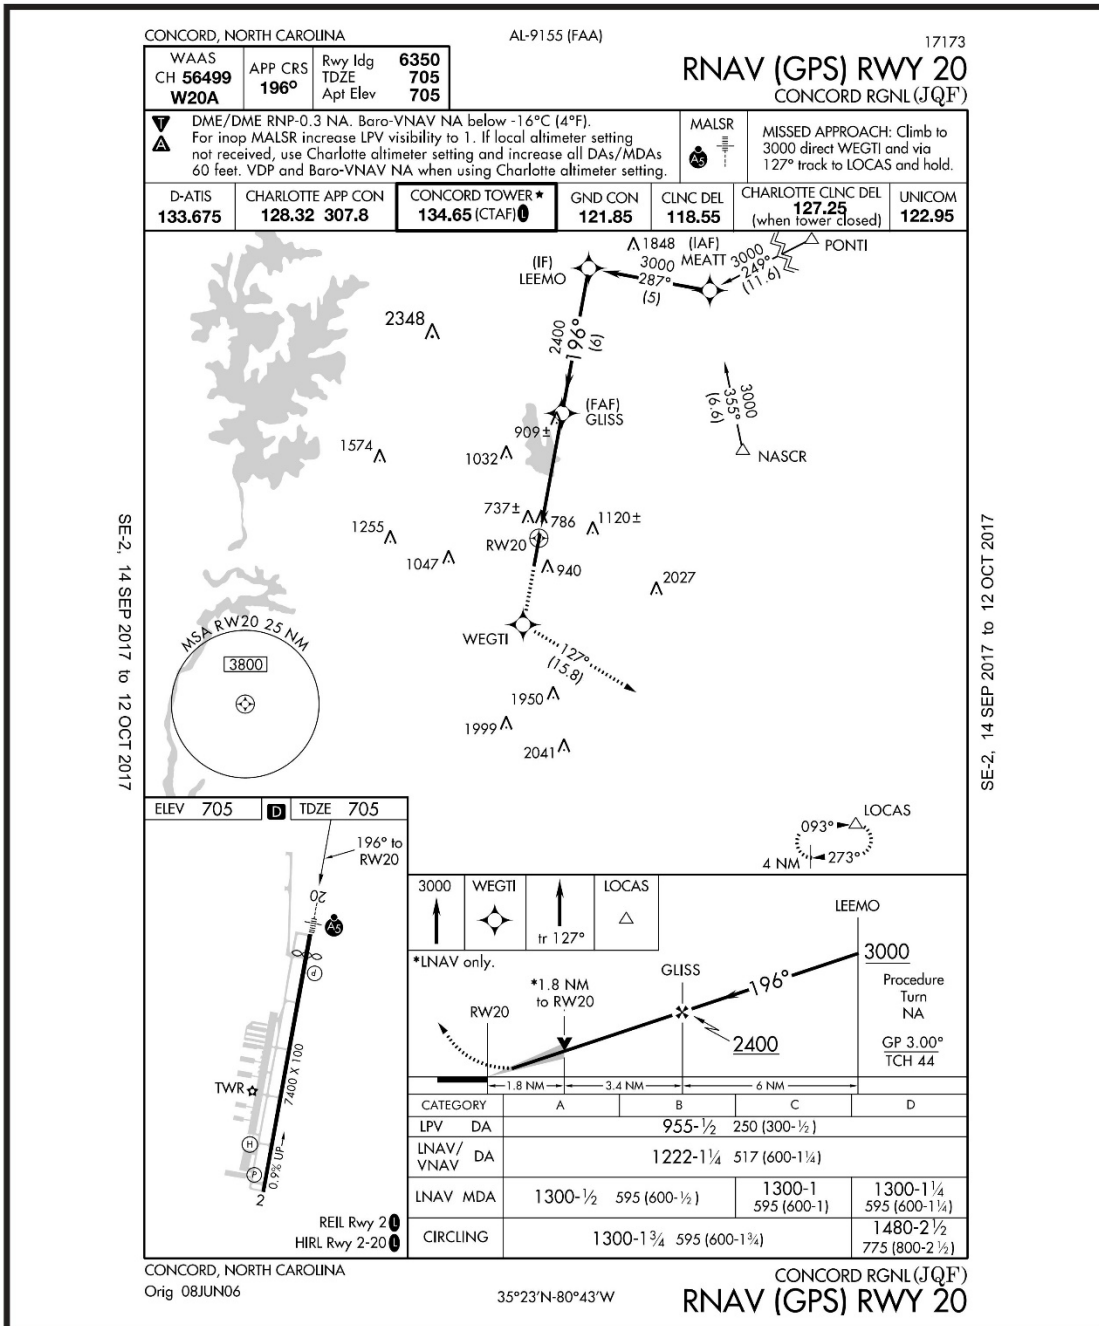 CONCORD, NORTH CAROLINA
AL-9155 (FAA)
17173
WAAS
CH 56499
W20A
APP CRS
196°
Rwy ldg 6350
TDZE 705
Apt Elev 705
RNAV (GPS) RWY 20
CONCORD RGNL (JQF)
T
A
DME/DME RNP-0.3 NA. Baro-VNAV NA below -16°C (4°F).
For inop MALSR increase LPV visibility to 1. If local altimeter setting
not received, use Charlotte altimeter setting and increase all DAs/MDAs
60 feet. VDP and Baro-VNAV NA when using Charlotte altimeter setting.
MALSR
A5
MISSED APPROACH: Climb to
3000 direct WEGTI and via
127° track to LOCAS and hold.
D-ATIS
133.675
CHARLOTTE APP CON
128.32 307.8
CONCORD TOWER★
134.65 (CTAF) L
GND CON
121.85
CLNC DEL
118.55
CHARLOTTE CLNC DEL
127.25
(when tower closed)
UNICOM
122.95
1848
(IAF)
MEATT
PONTI
3000
249°
(11.6)
(IF)
LEEMO
3000
287°
(5)
2348
2400
196°
(6)
(FAF)
GLISS
3000
355°
(6.6)
NASCR
909±
1574
1032
737±
786
1120±
1255
RW20
1047
940
2027
WEGTI
127°
(15.8)
MSA RW20 25 NM
3800
1950
1999
2041
SE-2, 14 SEP 2017 to 12 OCT 2017
SE-2, 14 SEP 2017 to 12 OCT 2017
LOCAS
093°
273°
4 NM
ELEV 705
D
TDZE 705
196° to
RW20
20
A5
P
7400 X 100
TWR
H
P
0.9% UP
2
REIL Rwy 2 L
HIRL Rwy 2-20 L
3000
WEGTI
tr 127°
LOCAS
*LNAV only.
LEEMO
3000
196°
GLISS
2400
*1.8 NM
to RW20
RW20
Procedure
Turn
NA
GP 3.00°
TCH 44
1.8 NM
3.4 NM
6 NM
CATEGORY A B C D
LPV DA 955-½ 250 (300-½)
LNAV/
VNAV DA 1222-1¼ 517 (600-1¼)
LNAV MDA 1300-½ 595 (600-½)
1300-1
595 (600-1)
1300-1¼
595 (600-1¼)
CIRCLING 1300-1¾ 595 (600-1¾)
1480-2½
775 (800-2½)
CONCORD, NORTH CAROLINA
Orig 08JUN06
35°23'N-80°43'W
CONCORD RGNL (JQF)
RNAV (GPS) RWY 20